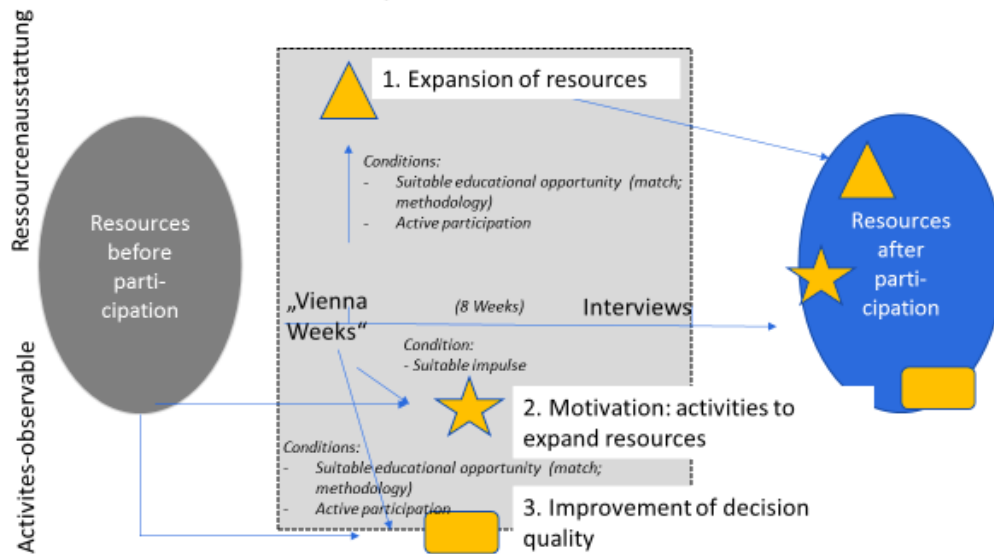 Ressourcenausstattung
Activites-observable
1. Expansion of resources
Conditions:
- Suitable educational opportunity (match;
methodology)
- Active participation
Resources
before
parti-
cipation
Resources
after
parti-
cipation
„Vienna
Weeks“
(8 Weeks)
Interviews
Condition:
- Suitable impulse
2. Motivation: activities to
expand resources
Conditions:
- Suitable educational opportunity (match;
methodology)
- Active participation
3. Improvement of decision
quality